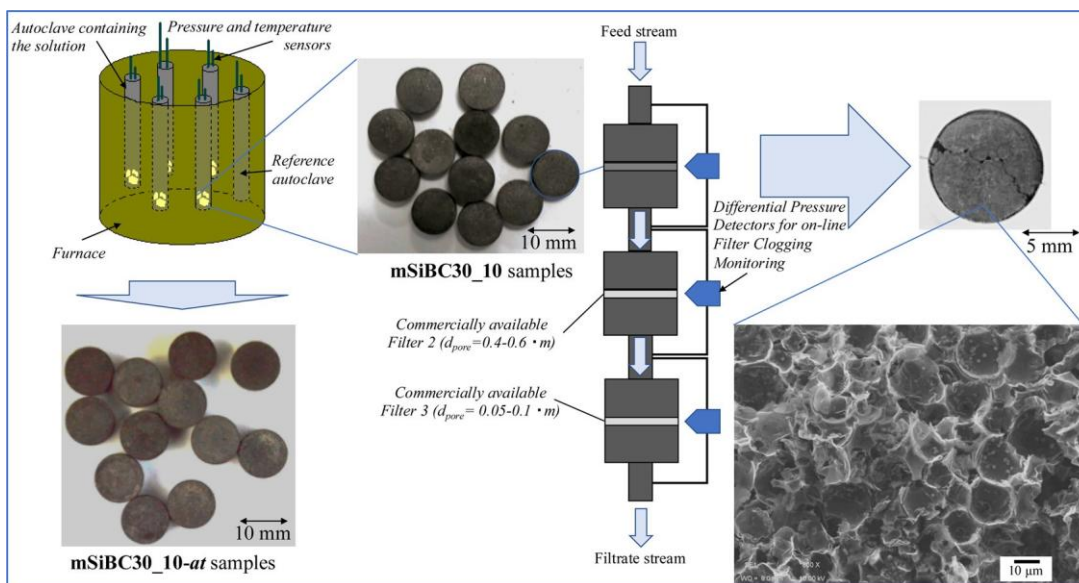 Autoclave containing
the solution
Pressure and temperature
sensors
Reference
autoclave
Furnace
10 mm
mSiBC30_10 samples
10 mm
mSiBC30_10-at samples
Feed stream
Differential Pressure
Detectors for on-line
Filter Clogging
Monitoring
Commercially available
Filter 2 (dpore=0.4-0.6・m)
Commercially available
Filter 3 (dpore= 0.05-0.1・m)
Filtrate stream
5 mm
10 µm